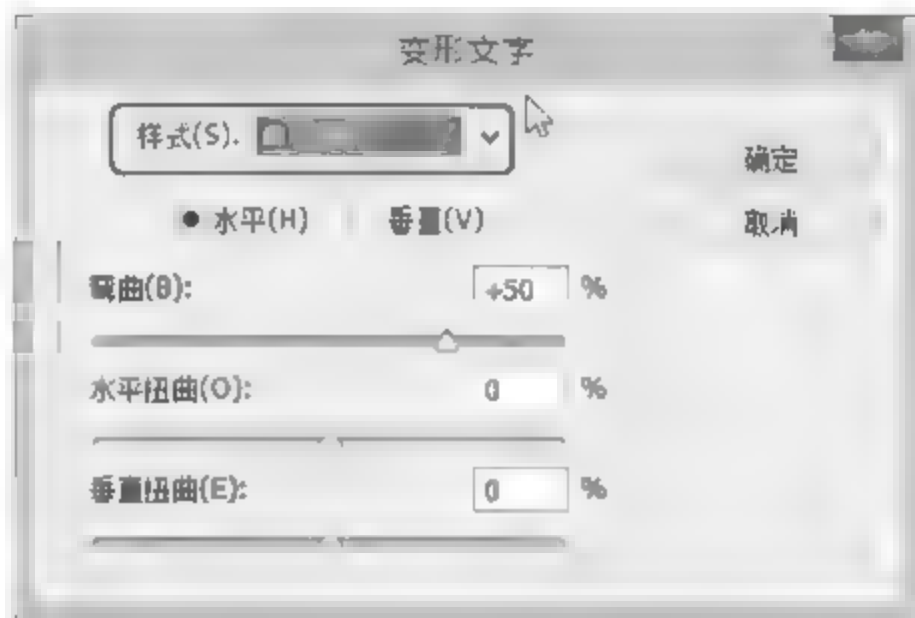 变形文字
样式(S):
确定
水平(H) 垂直(V)
取消
弯曲(B): +50 %
水平扭曲(O): 0 %
垂直扭曲(E): 0 %